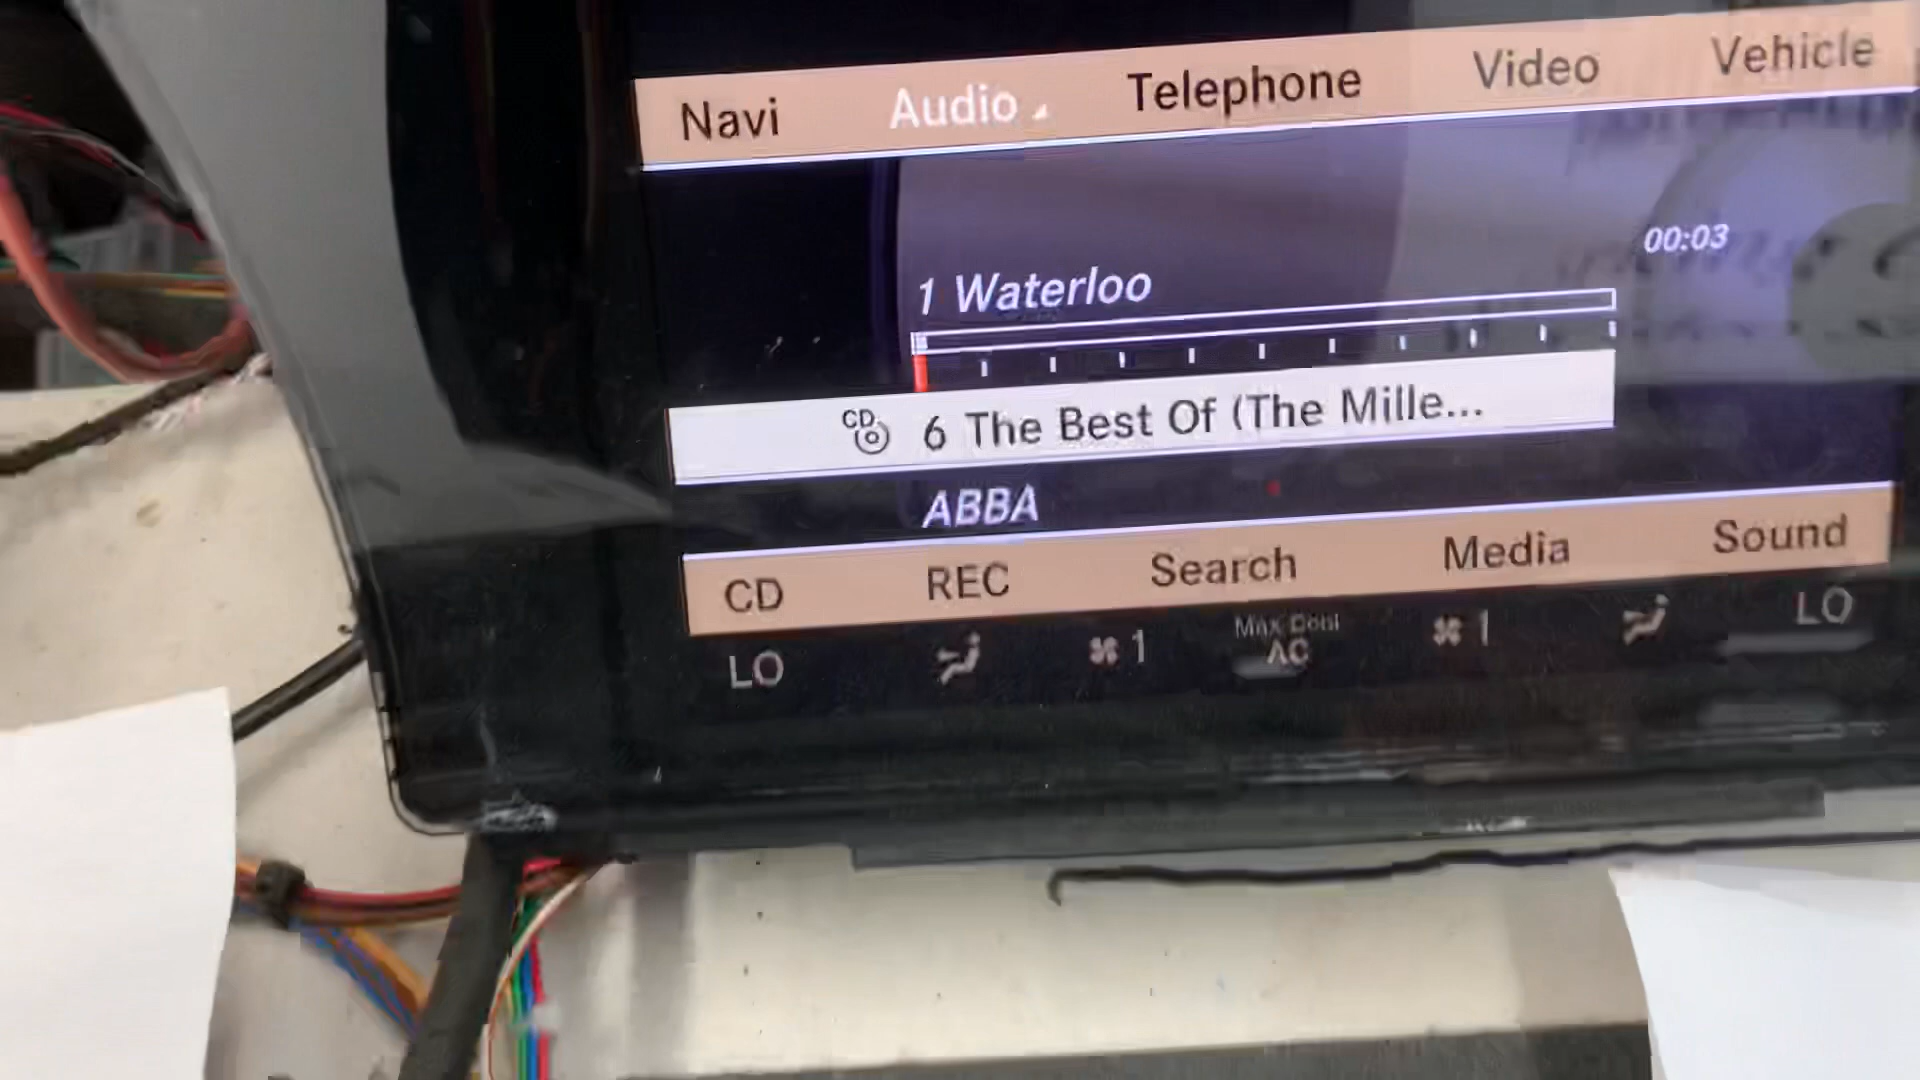 Navi Audio Telephone Video Vehicle
00:03
1 Waterloo
CD 6 The Best Of (The Mille...
ABBA
CD REC Search Media Sound
LO 1 AC 1 LO